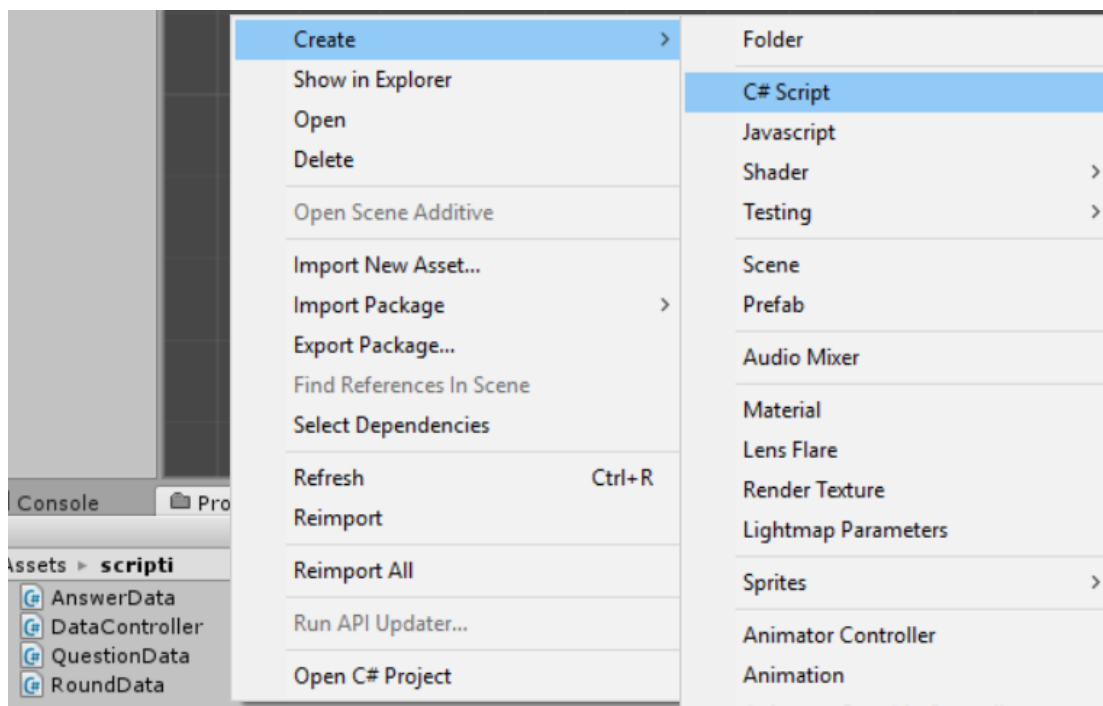 Create
Show in Explorer
Open
Delete
Open Scene Additive
Import New Asset...
Import Package
Export Package...
Find References In Scene
Select Dependencies
Refresh Ctrl+R
Reimport
Reimport All
Run API Updater...
Open C# Project
Folder
C# Script
Javascript
Shader
Testing
Scene
Prefab
Audio Mixer
Material
Lens Flare
Render Texture
Lightmap Parameters
Sprites
Animator Controller
Animation
Console
Pro
Assets ▸ scripti
AnswerData
DataController
QuestionData
RoundData